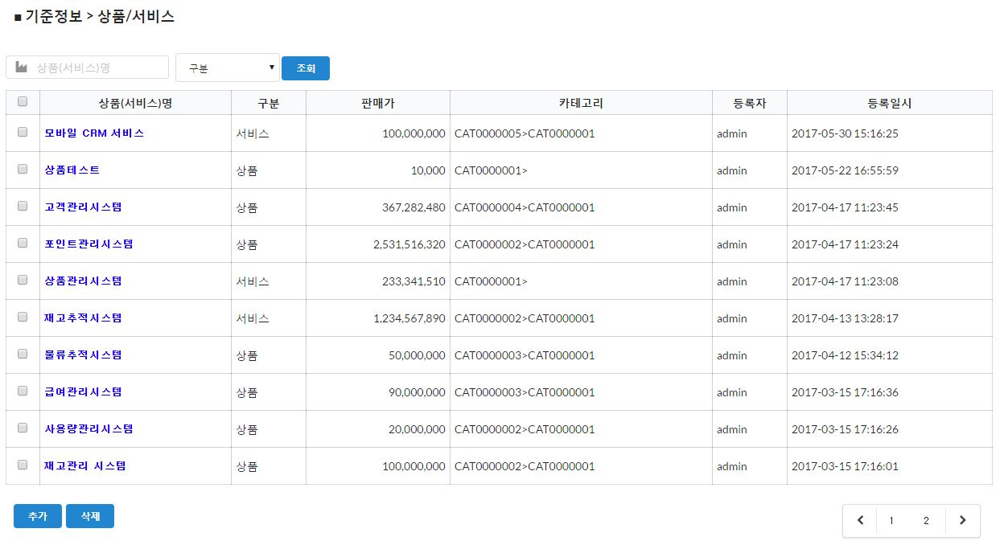 ■ 기준정보 > 상품/서비스
상품(서비스)명 구분 조회
상품(서비스)명 구분 판매가 카테고리 등록자 등록일시
모바일 CRM 서비스 서비스 100,000,000 CAT0000005>CAT0000001 admin 2017-05-30 15:16:25
상품테스트 상품 10,000 CAT0000001> admin 2017-05-22 16:55:59
고객관리시스템 상품 367,282,480 CAT0000004>CAT0000001 admin 2017-04-17 11:23:45
포인트관리시스템 상품 2,531,516,320 CAT0000002>CAT0000001 admin 2017-04-17 11:23:24
상품관리시스템 서비스 233,341,510 CAT0000001> admin 2017-04-17 11:23:08
재고추적시스템 서비스 1,234,567,890 CAT0000002>CAT0000001 admin 2017-04-13 13:28:17
물류추적시스템 상품 50,000,000 CAT0000003>CAT0000001 admin 2017-04-12 15:34:12
급여관리시스템 상품 90,000,000 CAT0000003>CAT0000001 admin 2017-03-15 17:16:36
사용량관리시스템 상품 20,000,000 CAT0000002>CAT0000001 admin 2017-03-15 17:16:26
재고관리 시스템 상품 100,000,000 CAT0000002>CAT0000001 admin 2017-03-15 17:16:01
추가 삭제 1 2